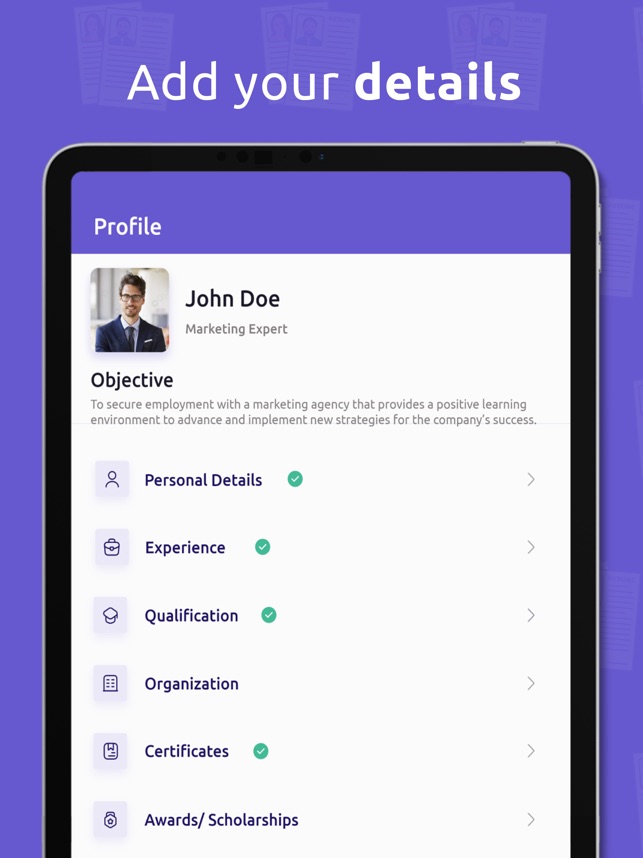 Add your details
Profile
John Doe
Marketing Expert
Objective
To secure employment with a marketing agency that provides a positive learning
environment to advance and implement new strategies for the company's success.
Personal Details
Experience
Qualification
Organization
Certificates
Awards/ Scholarships